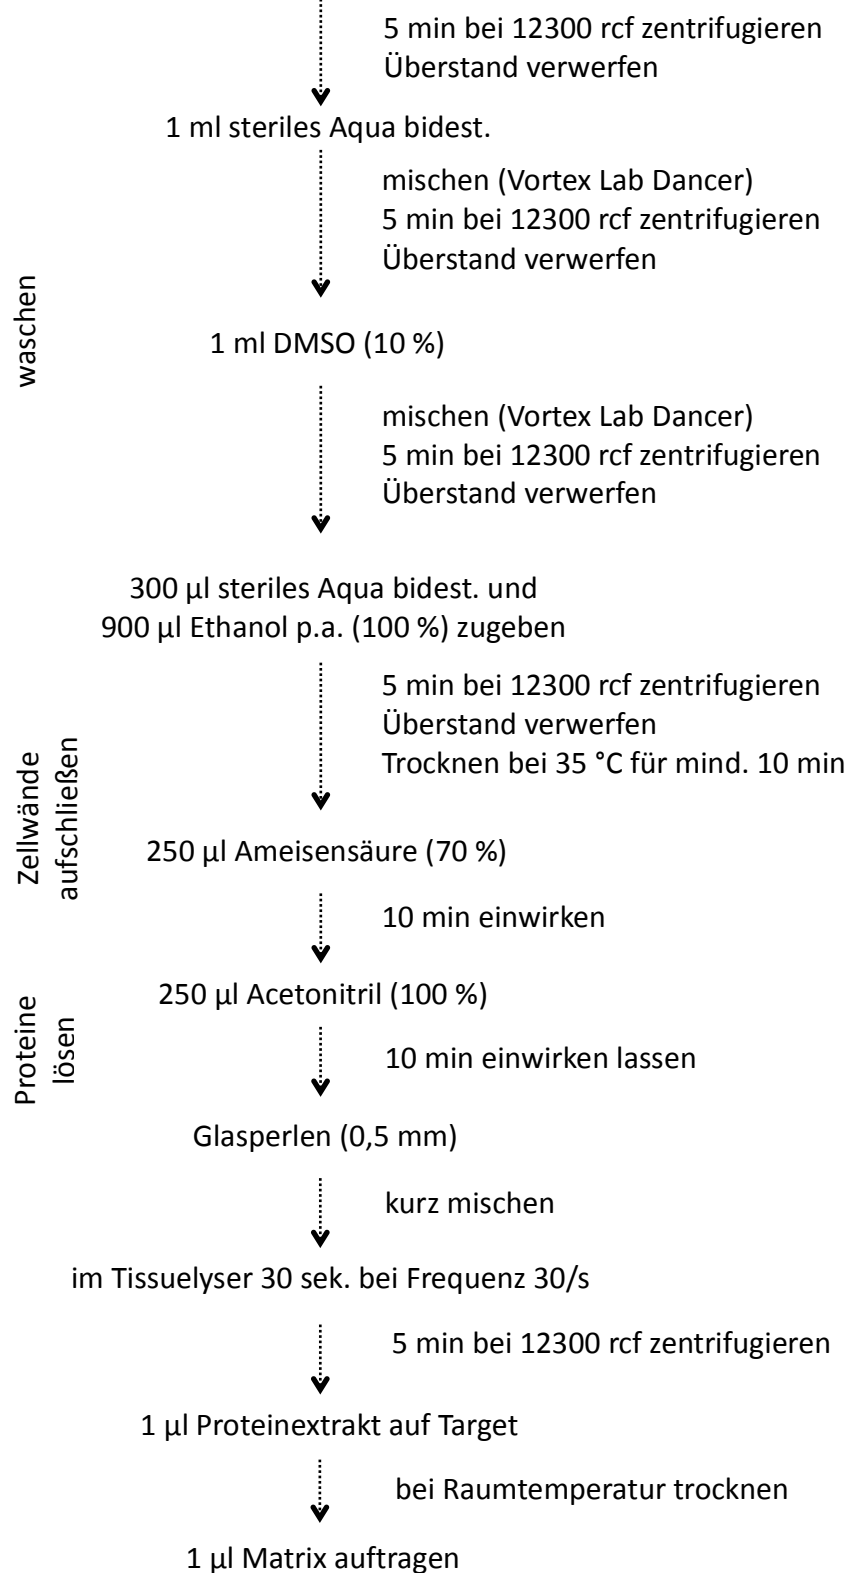 5 min bei 12300 rcf zentrifugieren
Überstand verwerfen
1 ml steriles Aqua bidest.
mischen (Vortex Lab Dancer)
5 min bei 12300 rcf zentrifugieren
Überstand verwerfen
waschen
1 ml DMSO (10 %)
mischen (Vortex Lab Dancer)
5 min bei 12300 rcf zentrifugieren
Überstand verwerfen
300 µl steriles Aqua bidest. und
900 µl Ethanol p.a. (100 %) zugeben
5 min bei 12300 rcf zentrifugieren
Überstand verwerfen
Trocknen bei 35 °C für mind. 10 min
Zellwände
aufschließen
250 µl Ameisensäure (70 %)
10 min einwirken
250 µl Acetonitril (100 %)
Proteine
lösen
10 min einwirken lassen
Glasperlen (0,5 mm)
kurz mischen
im Tissuelyser 30 sek. bei Frequenz 30/s
5 min bei 12300 rcf zentrifugieren
1 µl Proteinextrakt auf Target
bei Raumtemperatur trocknen
1 µl Matrix auftragen